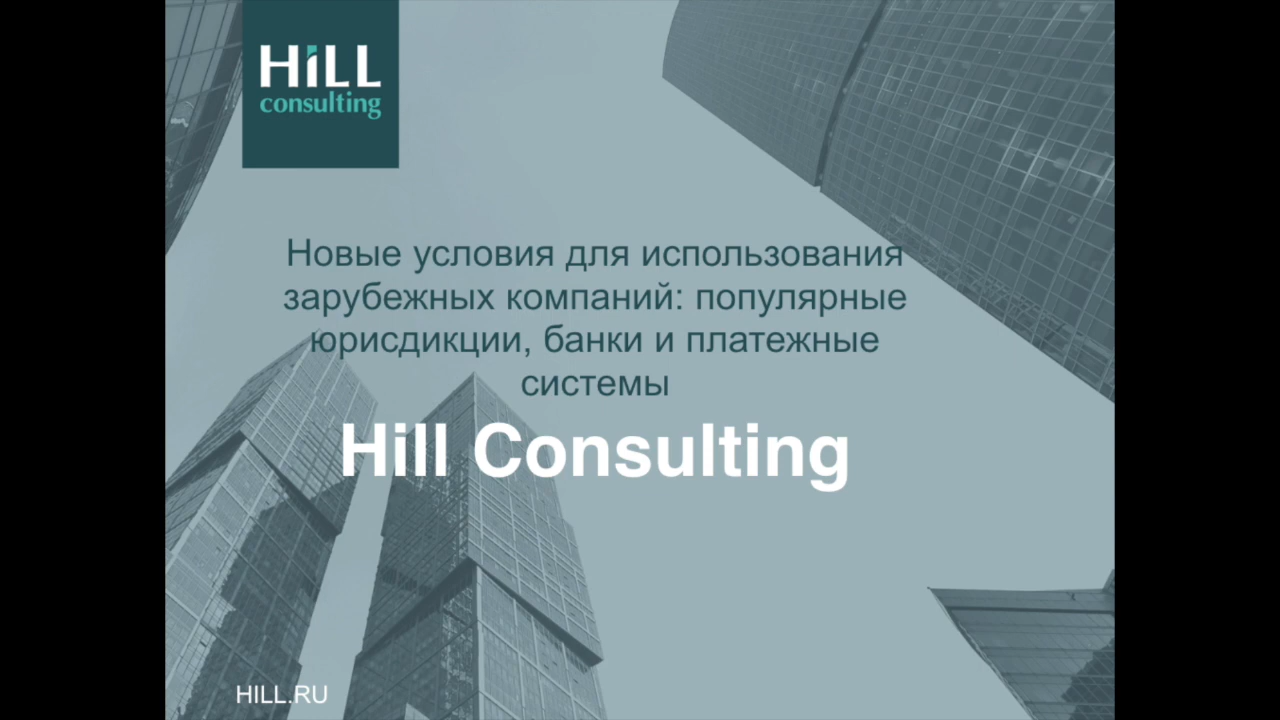 HiLL
consulting
Новые условия для использования
зарубежных компаний: популярные
юрисдикции, банки и платежные
системы
Hill Consulting
HILL.RU